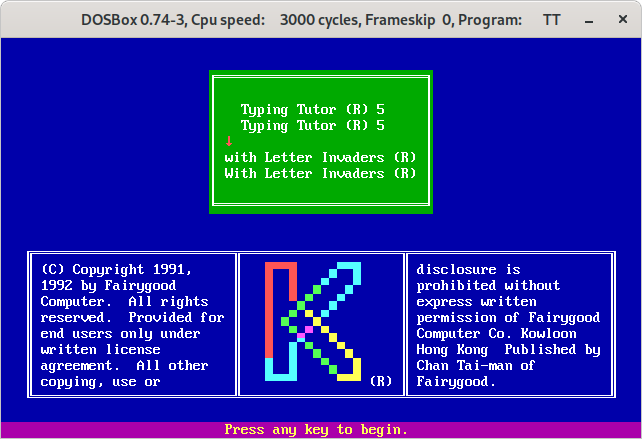 DOSBox 0.74-3, Cpu speed: 3000 cycles, Frameskip 0, Program: TT
Typing Tutor (R) 5
Typing Tutor (R) 5
↓
with Letter Invaders (R)
With Letter Invaders (R)
(C) Copyright 1991,
1992 by Fairygood
Computer. All rights
reserved. Provided for
end users only under
written license
agreement. All other
copying, use or
K
(R)
disclosure is
prohibited without
express written
permission of Fairygood
Computer Co. Kowloon
Hong Kong Published by
Chan Tai-man of
Fairygood.
Press any key to begin.